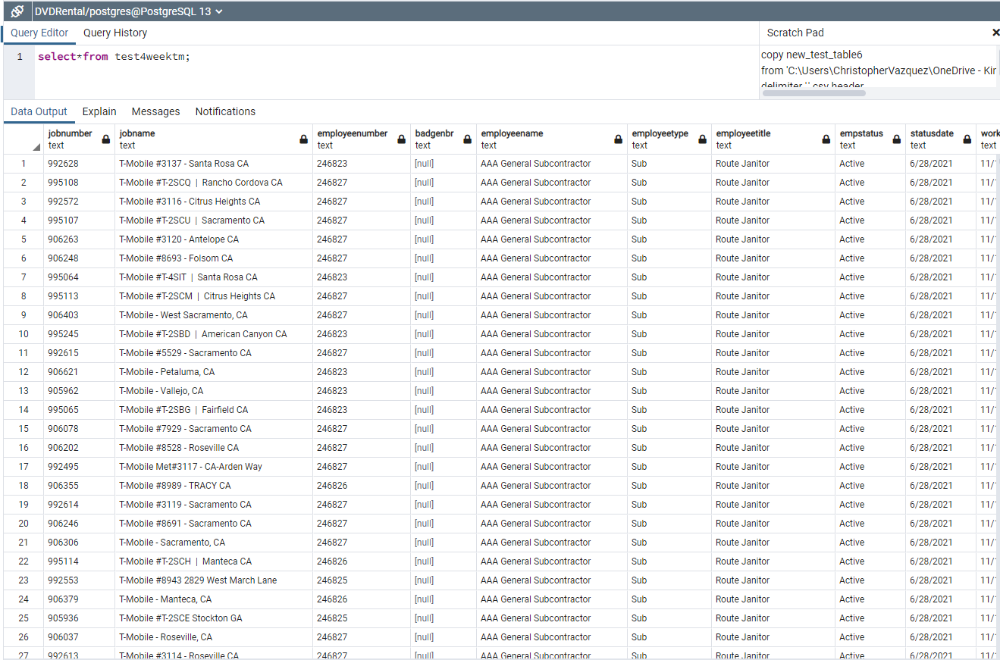 DVDRental/postgres@PostgreSQL 13
Query Editor Query History Scratch Pad
1 select*from test4weektm;
copy new_test_table6
from 'C:\Users\ChristopherVazquez\OneDrive - Kir
delimiter ',' csv header
Data Output Explain Messages Notifications
jobnumber jobname employeenumber badgenbr employeename employeetype employeetitle empstatus statusdate work
text text text text text text text text text text
1 992628 T-Mobile #3137 - Santa Rosa CA 246823 [null] AAA General Subcontractor Sub Route Janitor Active 6/28/2021 11/
2 995108 T-Mobile #T-2SCQ | Rancho Cordova CA 246827 [null] AAA General Subcontractor Sub Route Janitor Active 6/28/2021 11/
3 992572 T-Mobile #3116 - Citrus Heights CA 246827 [null] AAA General Subcontractor Sub Route Janitor Active 6/28/2021 11/
4 995107 T-Mobile #T-2SCU | Sacramento CA 246827 [null] AAA General Subcontractor Sub Route Janitor Active 6/28/2021 11/
5 906263 T-Mobile #3120 - Antelope CA 246827 [null] AAA General Subcontractor Sub Route Janitor Active 6/28/2021 11/
6 906248 T-Mobile #8693 - Folsom CA 246827 [null] AAA General Subcontractor Sub Route Janitor Active 6/28/2021 11/
7 995064 T-Mobile #T-4SIT | Santa Rosa CA 246823 [null] AAA General Subcontractor Sub Route Janitor Active 6/28/2021 11/
8 995113 T-Mobile #T-2SCM | Citrus Heights CA 246827 [null] AAA General Subcontractor Sub Route Janitor Active 6/28/2021 11/
9 906403 T-Mobile - West Sacramento, CA 246827 [null] AAA General Subcontractor Sub Route Janitor Active 6/28/2021 11/
10 995245 T-Mobile #T-2SBD | American Canyon CA 246823 [null] AAA General Subcontractor Sub Route Janitor Active 6/28/2021 11/
11 992615 T-Mobile #5529 - Sacramento CA 246827 [null] AAA General Subcontractor Sub Route Janitor Active 6/28/2021 11/
12 906621 T-Mobile - Petaluma, CA 246823 [null] AAA General Subcontractor Sub Route Janitor Active 6/28/2021 11/
13 905962 T-Mobile - Vallejo, CA 246823 [null] AAA General Subcontractor Sub Route Janitor Active 6/28/2021 11/
14 995065 T-Mobile #T-2SBG | Fairfield CA 246823 [null] AAA General Subcontractor Sub Route Janitor Active 6/28/2021 11/
15 906078 T-Mobile #7929 - Sacramento CA 246827 [null] AAA General Subcontractor Sub Route Janitor Active 6/28/2021 11/
16 906202 T-Mobile #8528 - Roseville CA 246827 [null] AAA General Subcontractor Sub Route Janitor Active 6/28/2021 11/
17 992495 T-Mobile Met#3117 - CA-Arden Way 246827 [null] AAA General Subcontractor Sub Route Janitor Active 6/28/2021 11/
18 906355 T-Mobile #8989 - TRACY CA 246826 [null] AAA General Subcontractor Sub Route Janitor Active 6/28/2021 11/
19 992614 T-Mobile #3119 - Sacramento CA 246827 [null] AAA General Subcontractor Sub Route Janitor Active 6/28/2021 11/
20 906246 T-Mobile #8691 - Sacramento CA 246827 [null] AAA General Subcontractor Sub Route Janitor Active 6/28/2021 11/
21 906306 T-Mobile - Sacramento, CA 246827 [null] AAA General Subcontractor Sub Route Janitor Active 6/28/2021 11/
22 995114 T-Mobile #T-2SCH | Manteca CA 246826 [null] AAA General Subcontractor Sub Route Janitor Active 6/28/2021 11/
23 992553 T-Mobile #8943 2829 West March Lane 246825 [null] AAA General Subcontractor Sub Route Janitor Active 6/28/2021 11/
24 906379 T-Mobile - Manteca, CA 246826 [null] AAA General Subcontractor Sub Route Janitor Active 6/28/2021 11/
25 905936 T-Mobile #T-2SCE Stockton GA 246825 [null] AAA General Subcontractor Sub Route Janitor Active 6/28/2021 11/
26 906037 T-Mobile - Roseville, CA 246827 [null] AAA General Subcontractor Sub Route Janitor Active 6/28/2021 11/
27 992613 T-Mobile #3114 - Roseville CA 246827 [null] AAA General Subcontractor Sub Route Janitor Active 6/28/2021 11/